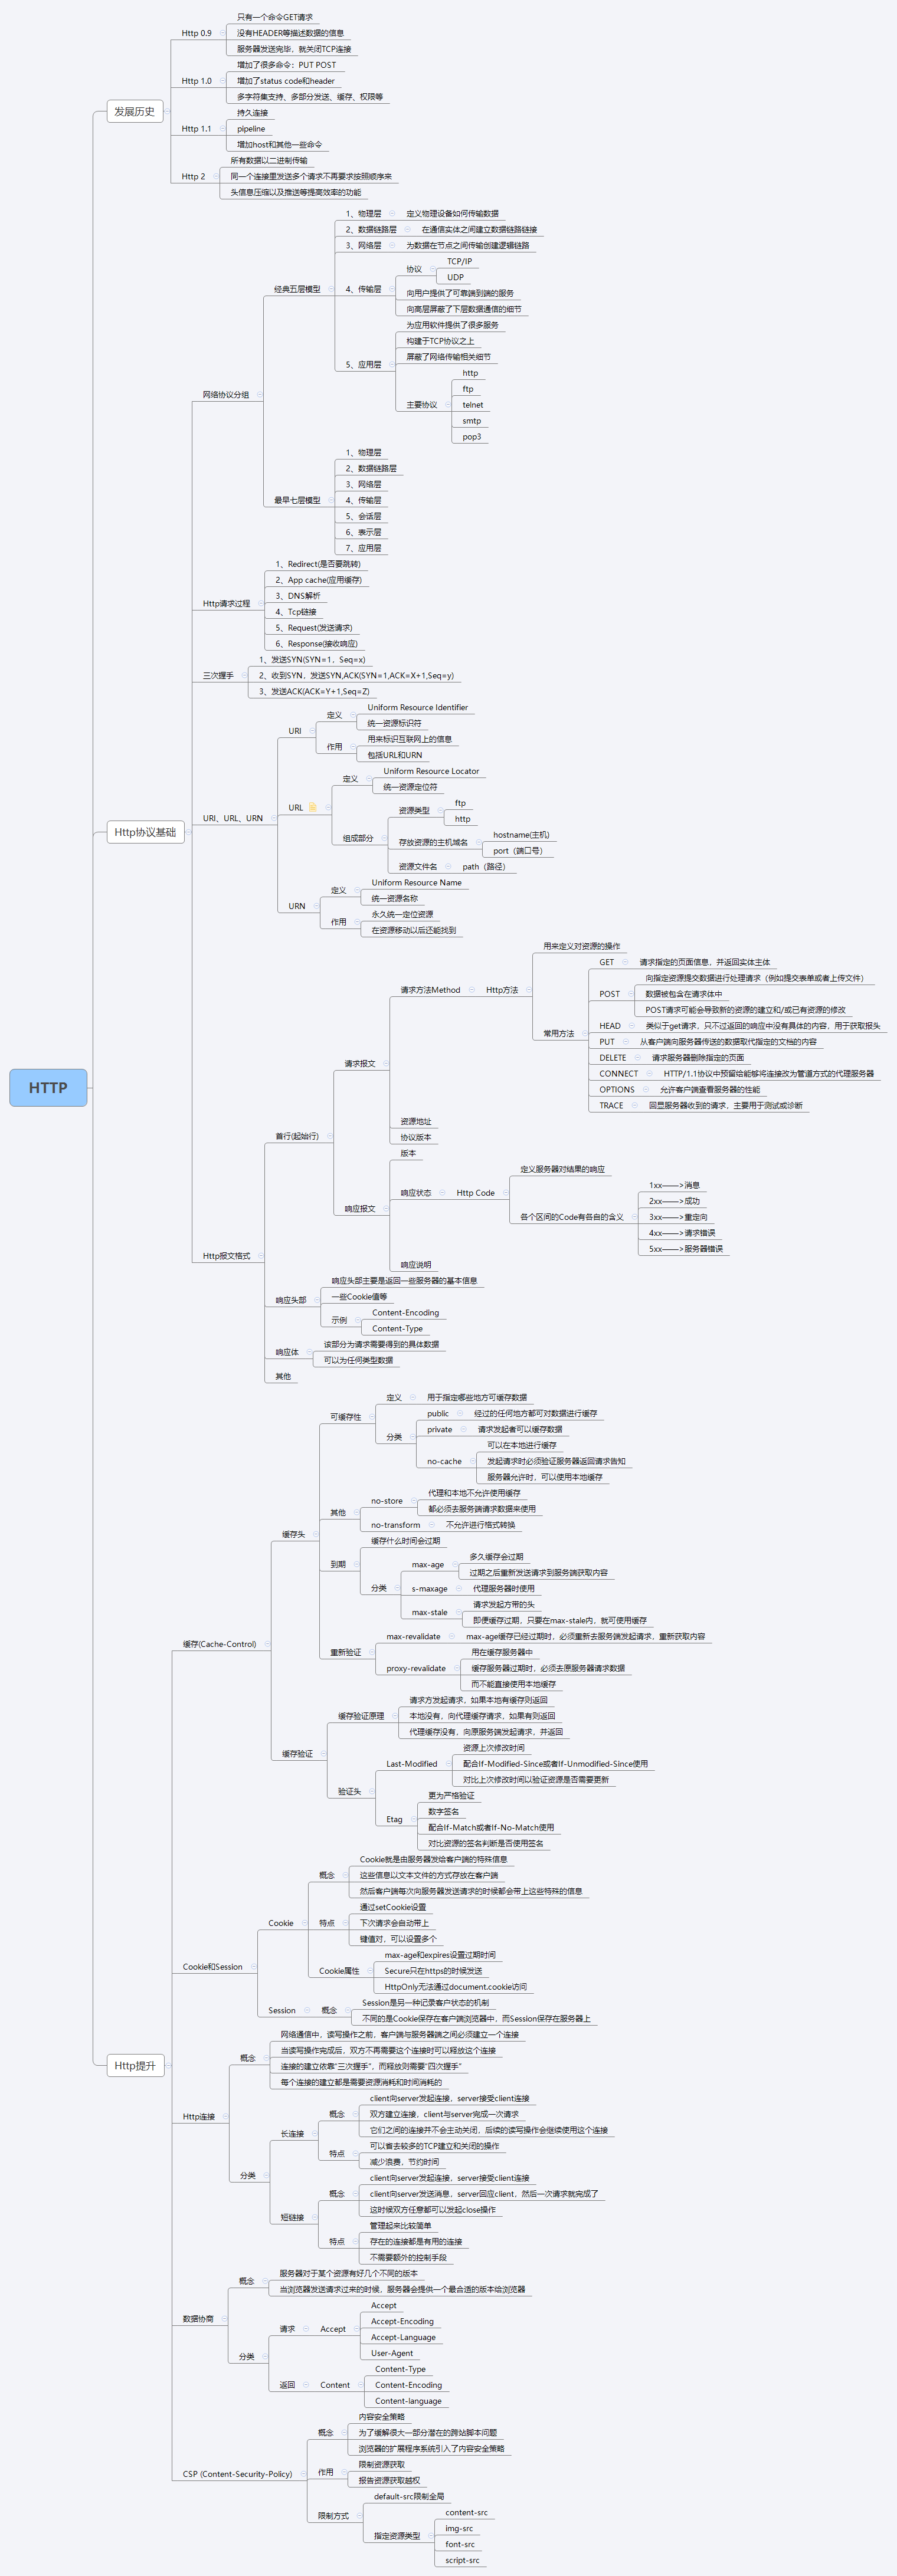 HTTP
发展历史
Http 0.9
只有一个命令GET请求
没有HEADER等描述数据的信息
服务器发送完毕，就关闭TCP连接
Http 1.0
增加了很多命令：PUT POST
增加了status code和header
多字符集支持、多部分发送、缓存、权限等
Http 1.1
持久连接
pipeline
增加host和其他一些命令
Http 2
所有数据以二进制传输
同一个连接里发送多个请求不再要求按照顺序来
头信息压缩以及推送等提高效率的功能
Http协议基础
网络协议分组
经典五层模型
1、物理层
定义物理设备如何传输数据
2、数据链路层
在通信实体之间建立数据链路链接
3、网络层
为数据在节点之间传输创建逻辑链路
4、传输层
协议
TCP/IP
UDP
向用户提供了可靠端到端的服务
向高层屏蔽了下层数据通信的细节
5、应用层
为应用软件提供了很多服务
构建于TCP协议之上
屏蔽了网络传输相关细节
主要协议
http
ftp
telnet
smtp
pop3
最早七层模型
1、物理层
2、数据链路层
3、网络层
4、传输层
5、会话层
6、表示层
7、应用层
Http请求过程
1、Redirect(是否要跳转)
2、App cache(应用缓存)
3、DNS解析
4、Tcp链接
5、Request(发送请求)
6、Response(接收响应)
三次握手
1、发送SYN(SYN=1，Seq=x)
2、收到SYN，发送SYN,ACK(SYN=1,ACK=X+1,Seq=y)
3、发送ACK(ACK=Y+1,Seq=Z)
URI、URL、URN
URI
定义
Uniform Resource Identifier
统一资源标识符
作用
用来标识互联网上的信息
包括URL和URN
URL
定义
Uniform Resource Locator
统一资源定位符
组成部分
资源类型
ftp
http
存放资源的主机域名
hostname(主机)
port（端口号）
资源文件名
path（路径）
URN
定义
Uniform Resource Name
统一资源名称
作用
永久统一定位资源
在资源移动以后还能找到
Http报文格式
首行(起始行)
请求报文
请求方法Method
Http方法
用来定义对资源的操作
常用方法
GET
请求指定的页面信息，并返回实体主体
POST
向指定资源提交数据进行处理请求（例如提交表单或者上传文件）
数据被包含在请求体中
POST请求可能会导致新的资源的建立和/或已有资源的修改
HEAD
类似于get请求，只不过返回的响应中没有具体的内容，用于获取报头
PUT
从客户端向服务器传送的数据取代指定的文档的内容
DELETE
请求服务器删除指定的页面
CONNECT
HTTP/1.1协议中预留给能够将连接改为管道方式的代理服务器
OPTIONS
允许客户端查看服务器的性能
TRACE
回显服务器收到的请求，主要用于测试或诊断
资源地址
协议版本
响应报文
版本
响应状态
Http Code
定义服务器对结果的响应
各个区间的Code有各自的含义
1xx——>消息
2xx——>成功
3xx——>重定向
4xx——>请求错误
5xx——>服务器错误
响应说明
响应头部
响应头部主要是返回一些服务器的基本信息
一些Cookie值等
示例
Content-Encoding
Content-Type
响应体
该部分为请求需要得到的具体数据
可以为任何类型数据
其他
Http提升
缓存(Cache-Control)
缓存头
可缓存性
定义
用于指定哪些地方可缓存数据
分类
public
经过的任何地方都可对数据进行缓存
private
请求发起者可以缓存数据
no-cache
可以在本地进行缓存
发起请求时必须验证服务器返回请求告知
服务器允许时，可以使用本地缓存
其他
no-store
代理和本地不允许使用缓存
都必须去服务端请求数据来使用
no-transform
不允许进行格式转换
到期
缓存什么时间会过期
分类
max-age
多久缓存会过期
过期之后重新发送请求到服务端获取内容
s-maxage
代理服务器时使用
max-stale
请求发起方带的头
即便缓存过期，只要在max-stale内，就可使用缓存
重新验证
max-revalidate
max-age缓存已经过期时，必须重新去服务端发起请求，重新获取内容
proxy-revalidate
用在缓存服务器中
缓存服务器过期时，必须去原服务器请求数据
而不能直接使用本地缓存
缓存验证
缓存验证原理
请求方发起请求，如果本地有缓存则返回
本地没有，向代理缓存请求，如果有则返回
代理缓存没有，向原服务端发起请求，并返回
验证头
Last-Modified
资源上次修改时间
配合If-Modified-Since或者If-Unmodified-Since使用
对比上次修改时间以验证资源是否需要更新
Etag
更为严格验证
数字签名
配合If-Match或者If-No-Match使用
对比资源的签名判断是否使用签名
Cookie和Session
Cookie
概念
Cookie就是由服务器发给客户端的特殊信息
这些信息以文本文件的方式存放在客户端
然后客户端每次向服务器发送请求的时候都会带上这些特殊的信息
特点
通过setCookie设置
下次请求会自动带上
键值对，可以设置多个
Cookie属性
max-age和expires设置过期时间
Secure只在https的时候发送
HttpOnly无法通过document.cookie访问
Session
概念
Session是另一种记录客户状态的机制
不同的是Cookie保存在客户端浏览器中，而Session保存在服务器上
Http连接
概念
网络通信中，读写操作之前，客户端与服务器端之间必须建立一个连接
当读写操作完成后，双方不再需要这个连接时可以释放这个连接
连接的建立依靠“三次握手”，而释放则需要“四次握手”
每个连接的建立都是需要资源消耗和时间消耗的
分类
长连接
概念
client向server发起连接，server接受client连接
双方建立连接，client与server完成一次请求
它们之间的连接并不会主动关闭，后续的读写操作会继续使用这个连接
特点
可以省去较多的TCP建立和关闭的操作
减少浪费，节约时间
短链接
概念
client向server发起连接，server接受client连接
client向server发送消息，server回应client，然后一次请求就完成了
这时候双方任意都可以发起close操作
特点
管理起来比较简单
存在的连接都是有用的连接
不需要额外的控制手段
数据协商
概念
服务器对于某个资源有好几个不同的版本
当浏览器发送请求过来的时候，服务器会提供一个最合适的版本给浏览器
分类
请求
Accept
Accept
Accept-Encoding
Accept-Language
User-Agent
返回
Content
Content-Type
Content-Encoding
Content-language
CSP (Content-Security-Policy)
概念
内容安全策略
为了缓解很大一部分潜在的跨站脚本问题
浏览器的扩展程序系统引入了内容安全策略
作用
限制资源获取
报告资源获取越权
限制方式
default-src限制全局
指定资源类型
content-src
img-src
font-src
script-src